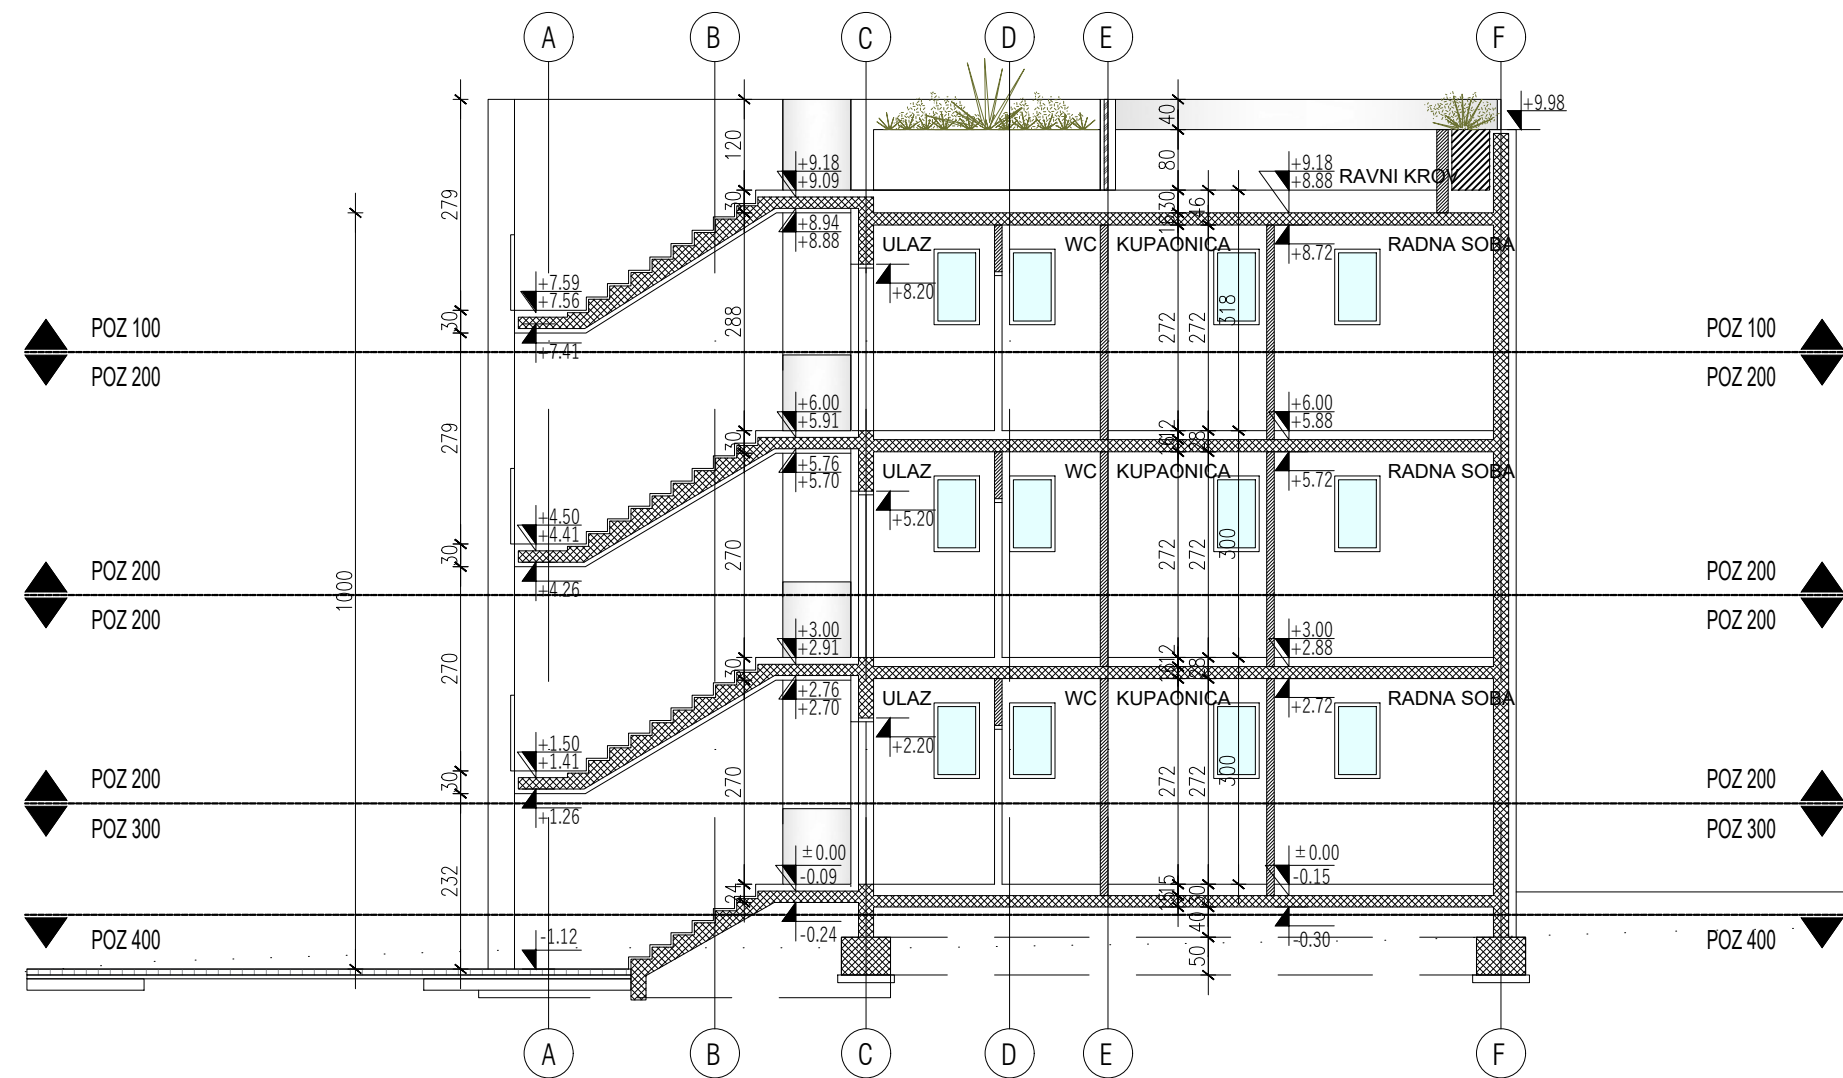 A B C D E F
+9.98
40
120
80
279
+9.18
+9.09
+9.18
+8.88
RAVNI KROV
30
30
46
16
+8.94
+8.88
ULAZ
WC
KUPAONICA
RADNA SOBA
+8.72
+8.20
+7.59
+7.56
318
30
288
272
272
+7.41
POZ 100
POZ 100
POZ 200
POZ 200
+6.00
+5.91
+6.00
+5.88
279
30
12
28
+5.76
+5.70
ULAZ
WC
KUPAONICA
RADNA SOBA
+5.72
+5.20
+4.50
+4.41
300
30
270
272
272
+4.26
POZ 200
POZ 200
1000
POZ 200
POZ 200
+3.00
+2.91
+3.00
+2.88
270
30
12
28
+2.76
+2.70
ULAZ
WC
KUPAONICA
RADNA SOBA
+2.72
+2.20
+1.50
+1.41
300
30
270
272
272
POZ 200
POZ 200
+1.26
POZ 300
POZ 300
±0.00
-0.09
±0.00
-0.15
232
24
15
15
30
40
-0.24
-0.30
-1.12
POZ 400
POZ 400
50
A B C D E F